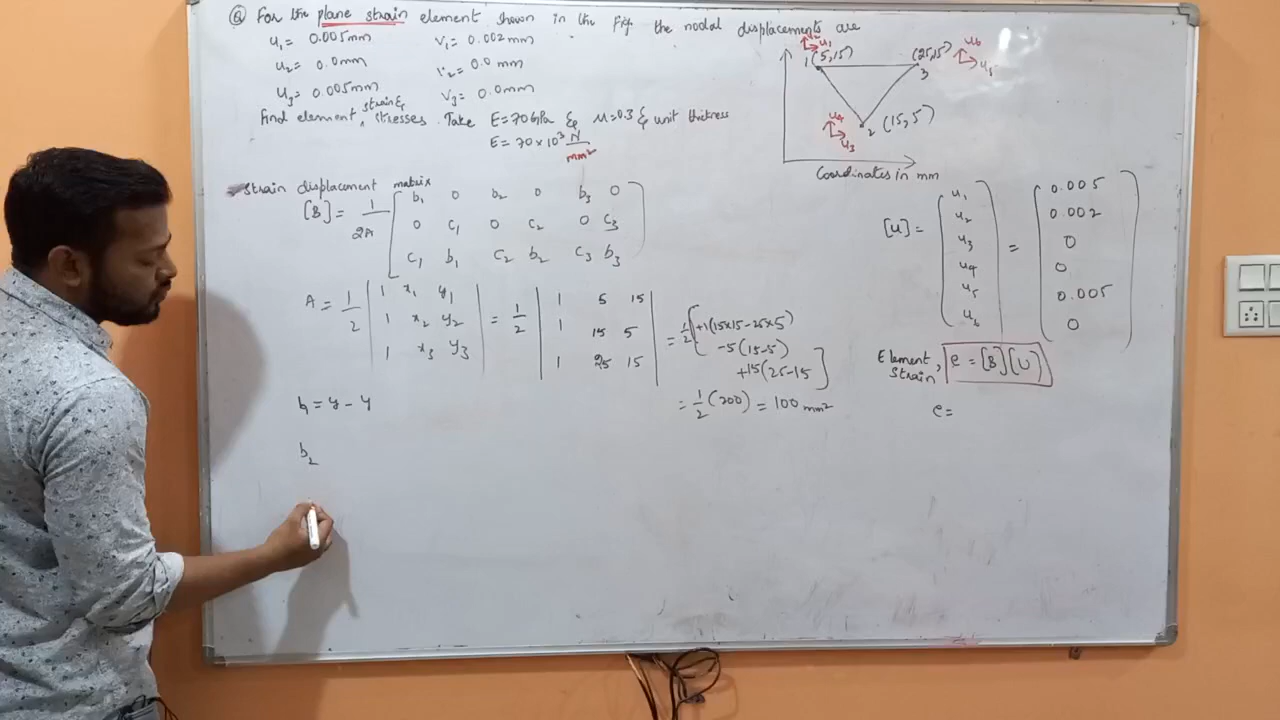 Q For the plane strain element shown in the fig. the nodal displacements are
u₁= 0.005mm V₁= 0.002mm
u₂= 0.0mm V₂= 0.0 mm
u₃= 0.005mm V₃= 0.0mm
find element, strain & stresses. Take E=70GPa & μ=0.3 & unit thickness
E= 70×10³ N/mm²
u₂ u₁
1 (5,15)
(25,15)
3
u₆ u₅
u₄ u₃
2 (15,5)
Coordinates in mm
Strain displacement matrix
[B] = 1/2A [ b₁ 0 b₂ 0 b₃ 0
0 c₁ 0 c₂ 0 c₃
c₁ b₁ c₂ b₂ c₃ b₃ ]
A = 1/2 | 1 x₁ y₁
1 x₂ y₂
1 x₃ y₃ | = 1/2 | 1 5 15
1 15 5
1 25 15 | = 1/2 [ +1(15×15-25×5)
-5(15-5)
+15(25-15 ]
= 1/2 (200) = 100 mm²
b₁ = y - y
b₂
[u] = [ u₁ u₂ u₃ u₄ u₅ u₆ ] = [ 0.005 0.002 0 0 0.005 0 ]
Element Strain, e = [B][U]
e=